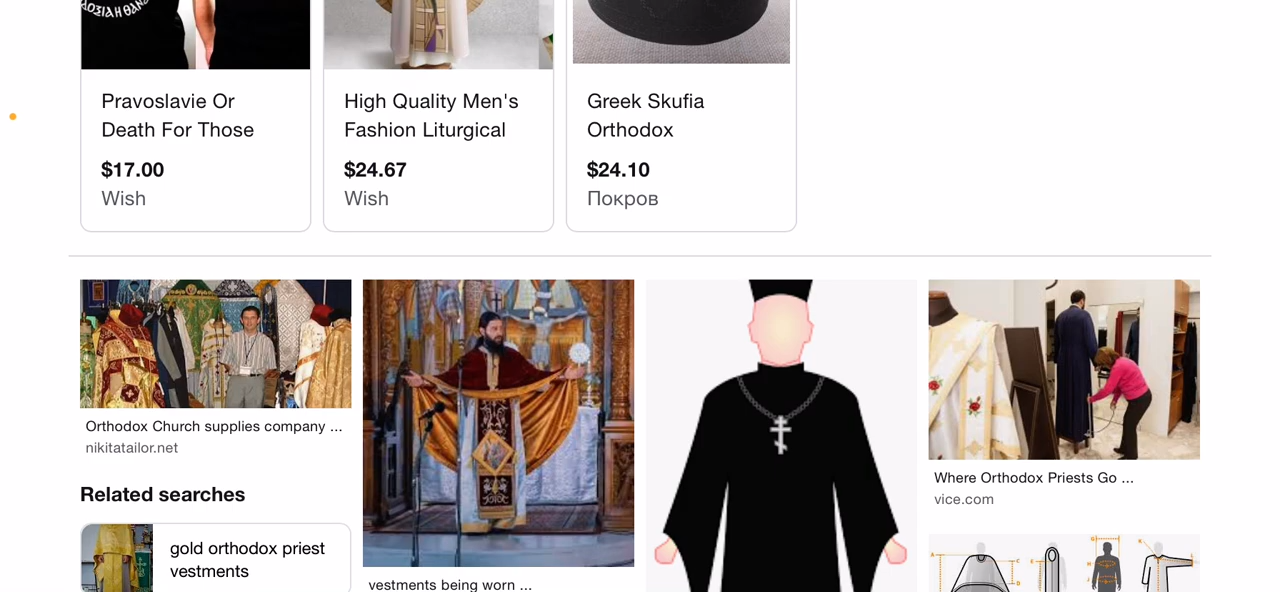 Pravoslavie Or
Death For Those
$17.00
Wish
High Quality Men's
Fashion Liturgical
$24.67
Wish
Greek Skufia
Orthodox
$24.10
Покров
Orthodox Church supplies company ...
nikitatailor.net
Related searches
gold orthodox priest
vestments
vestments being worn ...
Where Orthodox Priests Go ...
vice.com